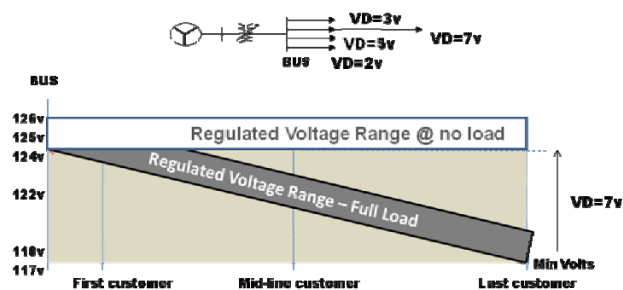 VD=3v
VD=5v
VD=7v
BUS
VD=2v
BUS
126v
125v
124v
122v
118v
117v
Regulated Voltage Range @ no load
Regulated Voltage Range – Full Load
VD=7v
Min Volts
First customer
Mid-line customer
Last customer